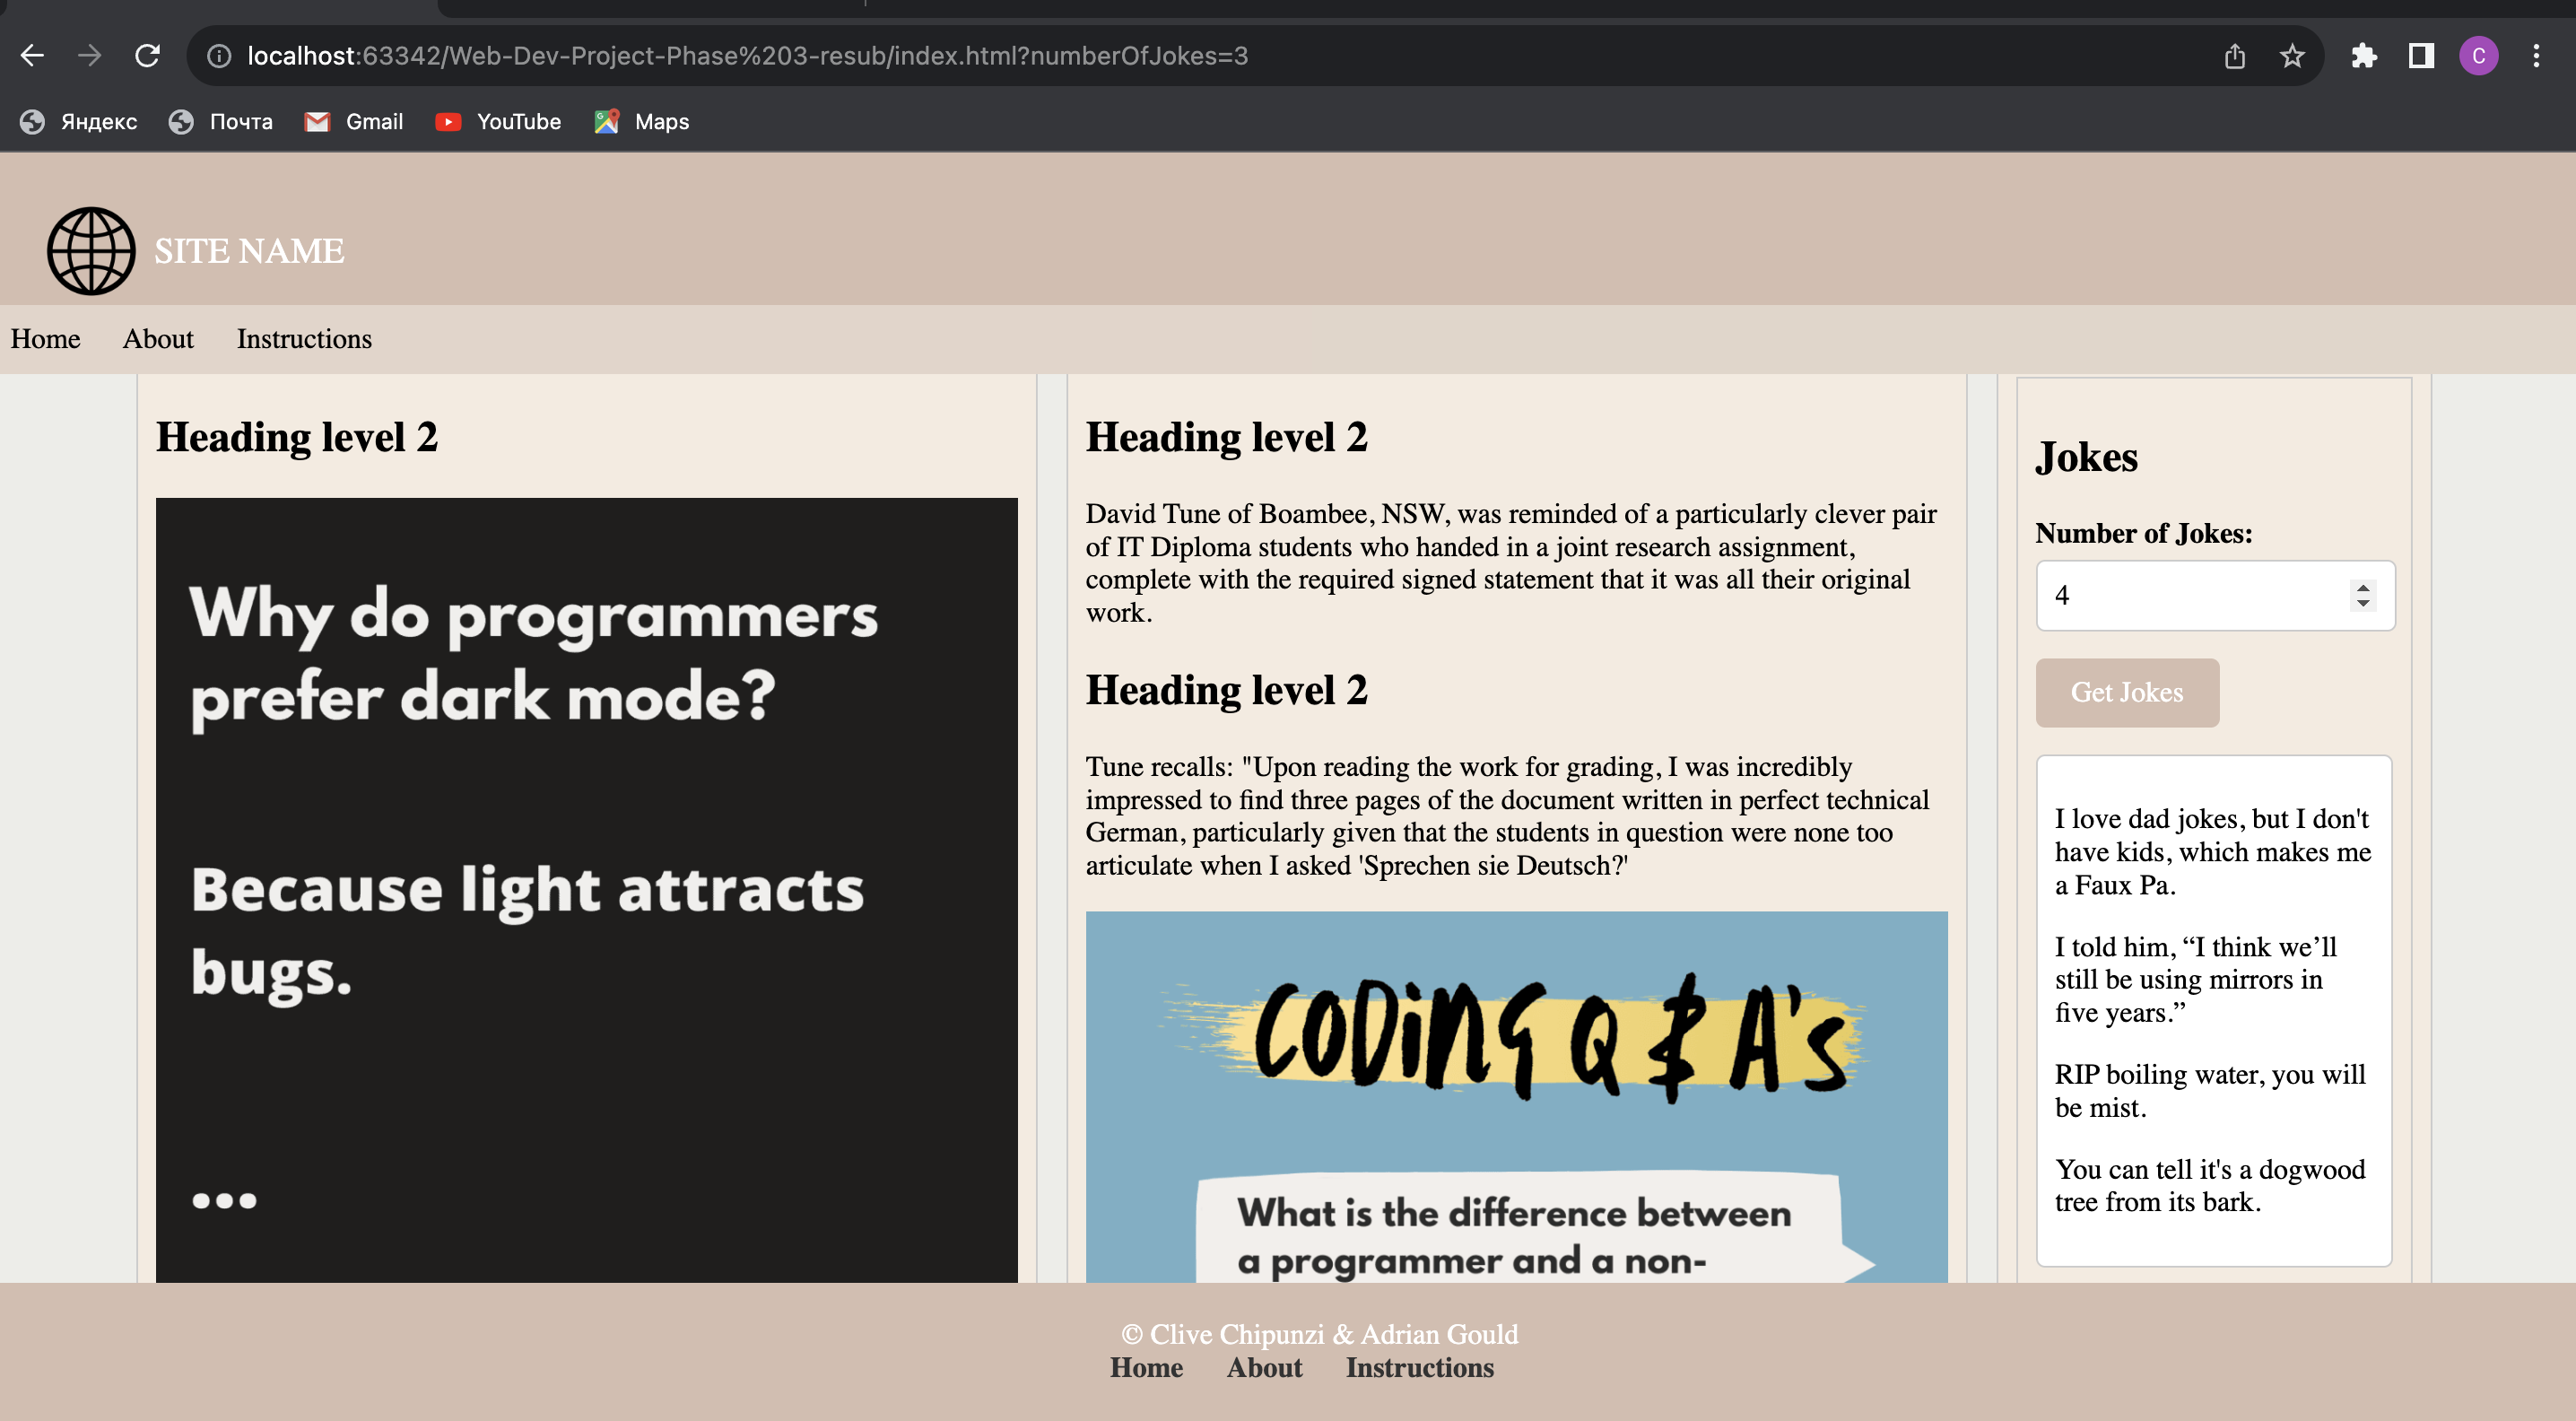 localhost:63342/Web-Dev-Project-Phase%203-resub/index.html?numberOfJokes=3
C
Яндекс
Почта
Gmail
YouTube
Maps
SITE NAME
Home
About
Instructions
Heading level 2
Why do programmers
prefer dark mode?
Because light attracts
bugs.
...
Heading level 2
David Tune of Boambee, NSW, was reminded of a particularly clever pair
of IT Diploma students who handed in a joint research assignment,
complete with the required signed statement that it was all their original
work.
Heading level 2
Tune recalls: "Upon reading the work for grading, I was incredibly
impressed to find three pages of the document written in perfect technical
German, particularly given that the students in question were none too
articulate when I asked 'Sprechen sie Deutsch?'
CODING Q & A's
What is the difference between
a programmer and a non-
Jokes
Number of Jokes:
4
Get Jokes
I love dad jokes, but I don't
have kids, which makes me
a Faux Pa.
I told him, “I think we’ll
still be using mirrors in
five years.”
RIP boiling water, you will
be mist.
You can tell it's a dogwood
tree from its bark.
© Clive Chipunzi & Adrian Gould
Home
About
Instructions